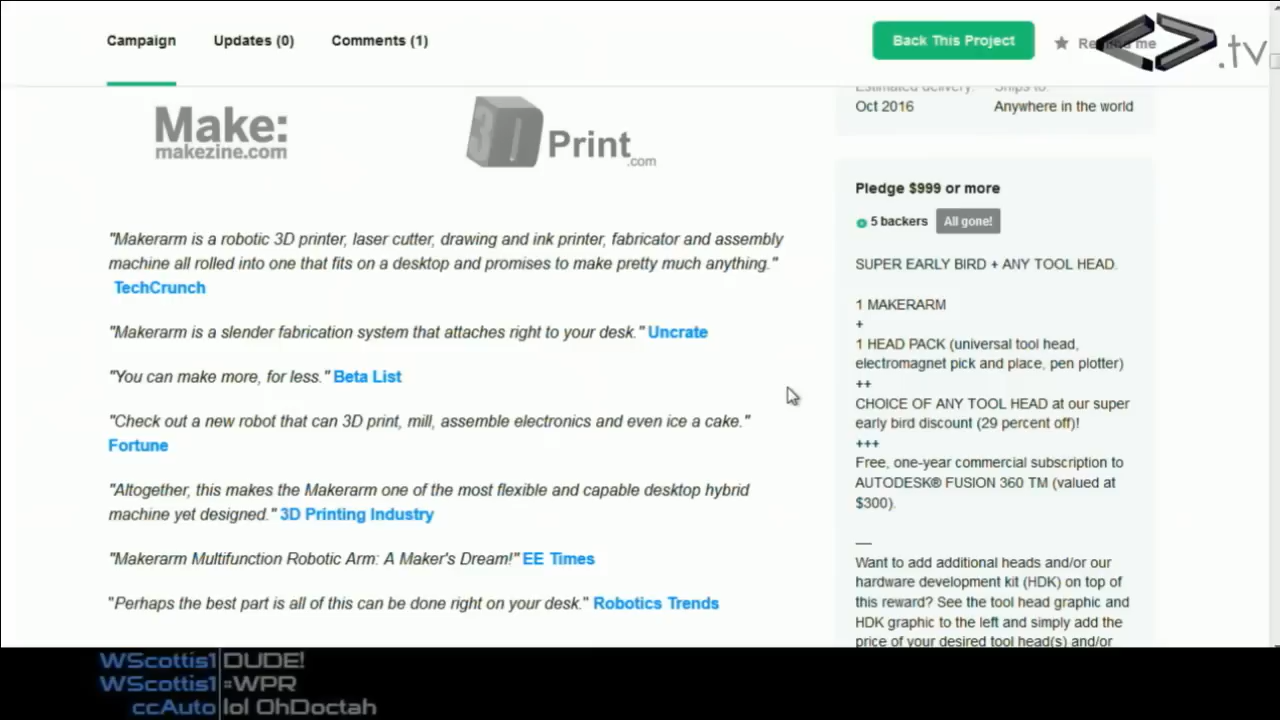 Campaign
Updates (0)
Comments (1)
Back This Project
.tv
Make:
makezine.com
3D Print
.com
"Makerarm is a robotic 3D printer, laser cutter, drawing and ink printer, fabricator and assembly
machine all rolled into one that fits on a desktop and promises to make pretty much anything."
TechCrunch
"Makerarm is a slender fabrication system that attaches right to your desk." Uncrate
"You can make more, for less." Beta List
"Check out a new robot that can 3D print, mill, assemble electronics and even ice a cake."
Fortune
"Altogether, this makes the Makerarm one of the most flexible and capable desktop hybrid
machine yet designed." 3D Printing Industry
"Makerarm Multifunction Robotic Arm: A Maker's Dream!" EE Times
"Perhaps the best part is all of this can be done right on your desk." Robotics Trends
Estimated delivery: Ships to:
Oct 2016 Anywhere in the world
Pledge $999 or more
5 backers All gone!
SUPER EARLY BIRD + ANY TOOL HEAD.
1 MAKERARM
+
1 HEAD PACK (universal tool head,
electromagnet pick and place, pen plotter)
++
CHOICE OF ANY TOOL HEAD at our super
early bird discount (29 percent off)!
+++
Free, one-year commercial subscription to
AUTODESK® FUSION 360 TM (valued at
$300).
—
Want to add additional heads and/or our
hardware development kit (HDK) on top of
this reward? See the tool head graphic and
HDK graphic to the left and simply add the
price of your desired tool head(s) and/or
WScottis1 DUDE!
WScottis1 =WPR
ccAuto lol OhDoctah